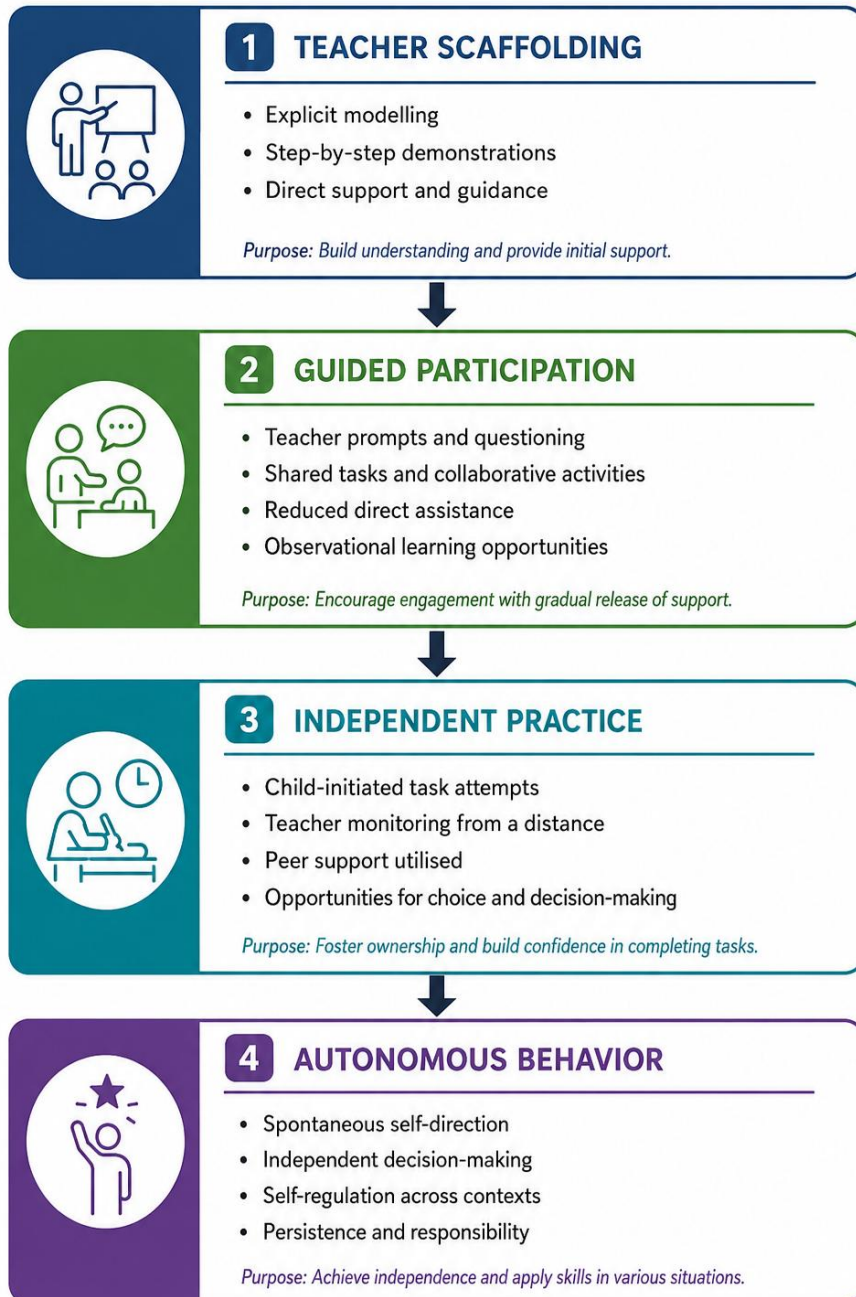 1 TEACHER SCAFFOLDING
• Explicit modelling
• Step-by-step demonstrations
• Direct support and guidance
Purpose: Build understanding and provide initial support.
2 GUIDED PARTICIPATION
• Teacher prompts and questioning
• Shared tasks and collaborative activities
• Reduced direct assistance
• Observational learning opportunities
Purpose: Encourage engagement with gradual release of support.
3 INDEPENDENT PRACTICE
• Child-initiated task attempts
• Teacher monitoring from a distance
• Peer support utilised
• Opportunities for choice and decision-making
Purpose: Foster ownership and build confidence in completing tasks.
4 AUTONOMOUS BEHAVIOR
• Spontaneous self-direction
• Independent decision-making
• Self-regulation across contexts
• Persistence and responsibility
Purpose: Achieve independence and apply skills in various situations.